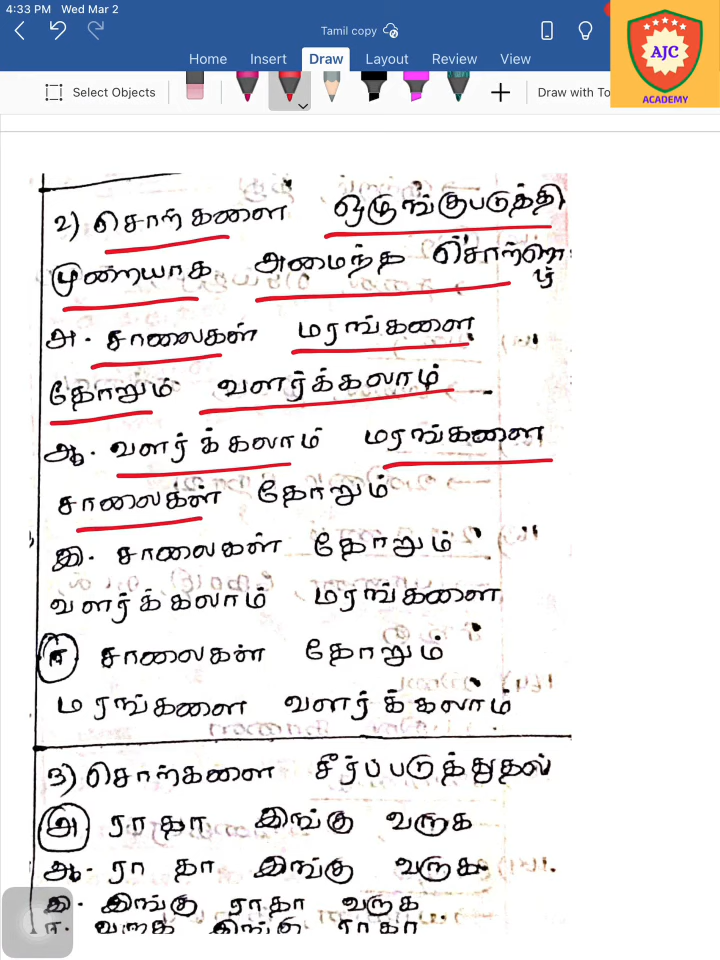 4:33 PM Wed Mar 2
Tamil copy
Home Insert Draw Layout Review View
Select Objects
Draw with To
AJC
ACADEMY
2) சொற்களை ஒழுங்குபடுத்தி
முறையாக அமைந்த
அ. சாலைகள் மரங்களை
தோறும் வளர்க்கலாம்
ஆ. வளர்க்கலாம் மரங்களை
சாலைகள் தோறும்
இ. சாலைகள் தோறும்
வளர்க்கலாம் மரங்களை
ஈ சாலைகள் தோறும்
மரங்களை வளர்க்கலாம்
3) சொற்களை சீர்ப்படுத்துதல்
அ ராதா இங்கு வருக
ஆ. ராதா இங்கு வருக.
இ. இங்கு ராதா வருக
ஈ. வருக இங்கு ராதா